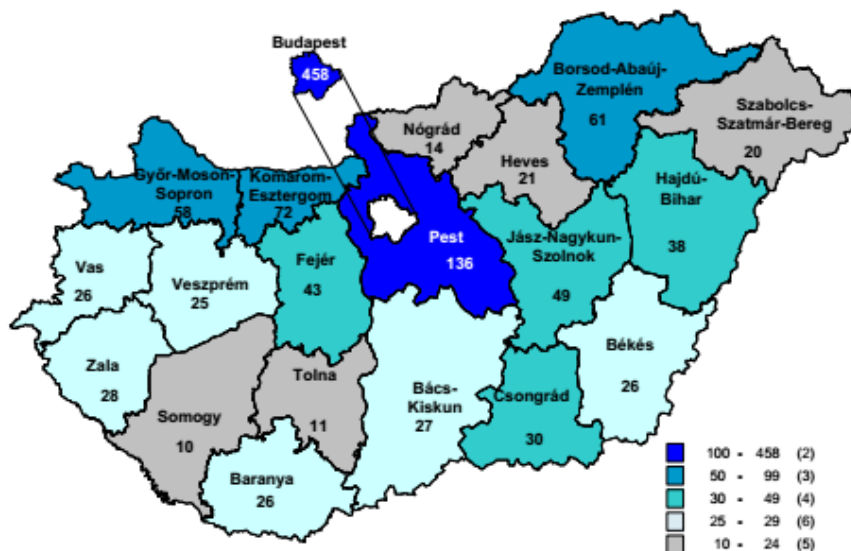 Budapest
458
Borsod-Abaúj-
Zemplén
61
Szabolcs-
Szatmár-Bereg
20
Nógrád
14
Heves
21
Hajdú-
Bihar
38
Győr-Moson-
Sopron
58
Komárom-
Esztergom
72
Pest
136
Jász-Nagykun-
Szolnok
49
Vas
26
Veszprém
25
Fejér
43
Békés
26
Zala
28
Somogy
10
Tolna
11
Bács-
Kiskun
27
Csongrád
30
Baranya
26
100 - 458 (2)
50 - 99 (3)
30 - 49 (4)
25 - 29 (6)
10 - 24 (5)